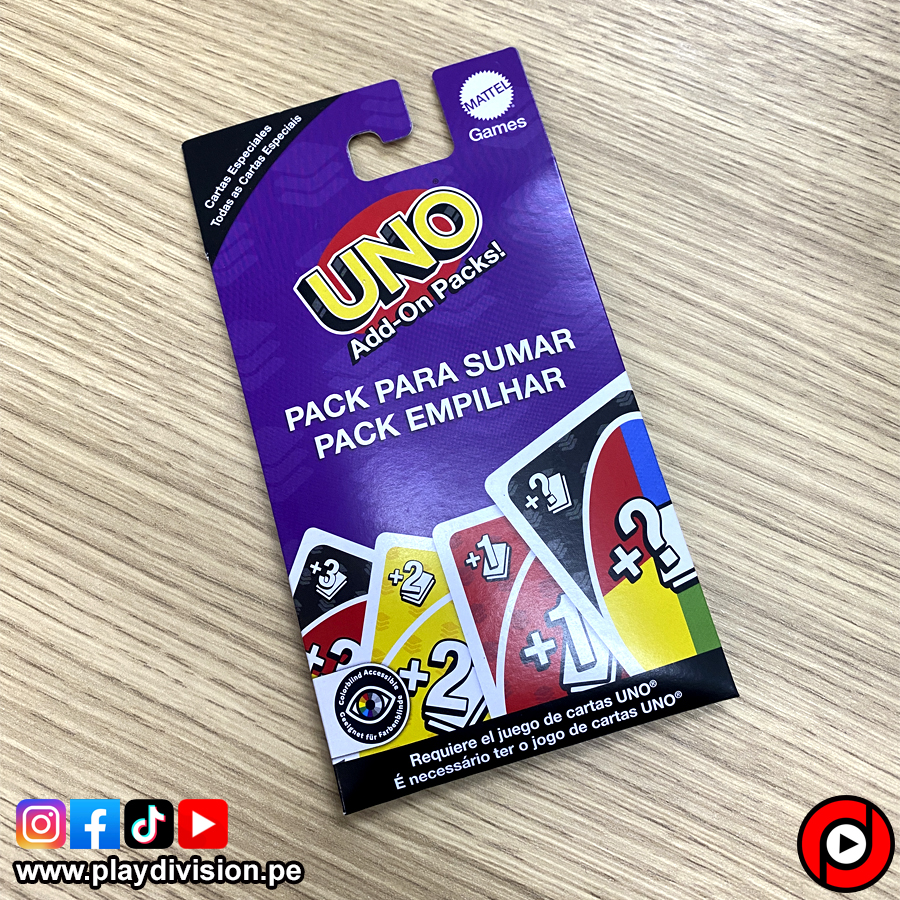 Cartas Especiales
Todas as Cartas Especiais
MATTEL
Games
UNO
Add-On Packs!
PACK PARA SUMAR
PACK EMPILHAR
+?
+?
+3
+2
+1
+1
+2
Colorblind Accessible
Geeignet für Farbenblinde
Requiere el juego de cartas UNO®
É necessário ter o jogo de cartas UNO®
www.playdivision.pe